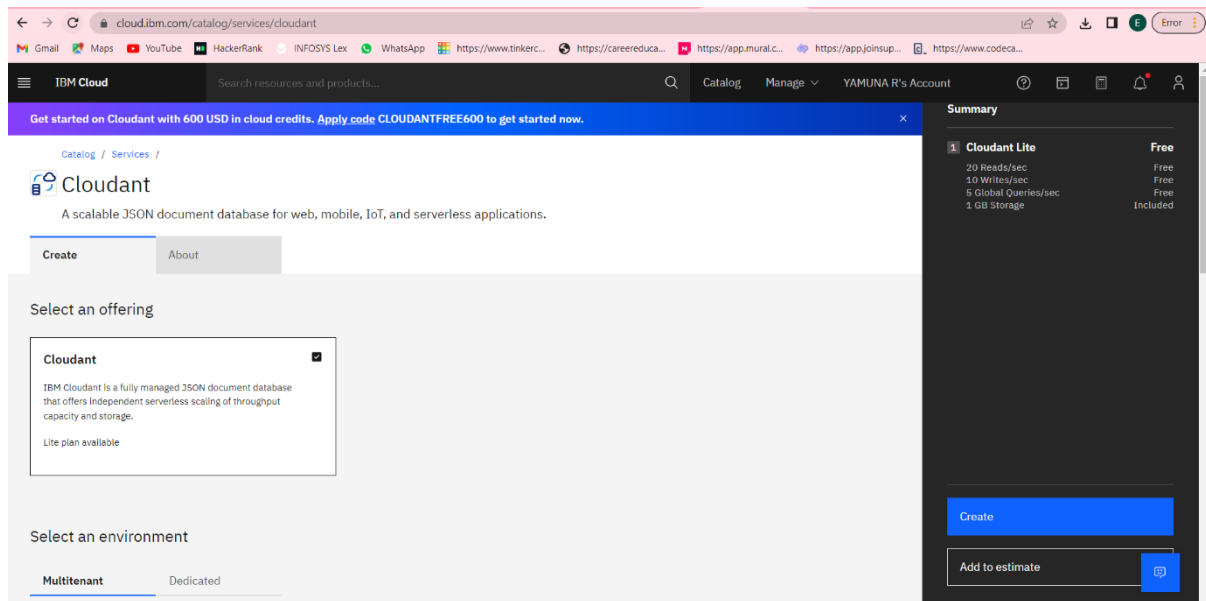 cloud.ibm.com/catalog/services/cloudant
E
Error
Gmail
Maps
YouTube
HackerRank
INFOSYS Lex
WhatsApp
https://www.tinkerc...
https://careereduca...
https://app.mural.c...
https://app.joinsup...
https://www.codeca...
IBM Cloud
Search resources and products...
Catalog
Manage
YAMUNA R's Account
Get started on Cloudant with 600 USD in cloud credits. Apply code CLOUDANTFREE600 to get started now.
Catalog / Services /
Cloudant
A scalable JSON document database for web, mobile, IoT, and serverless applications.
Create
About
Select an offering
Cloudant
IBM Cloudant is a fully managed JSON document database
that offers independent serverless scaling of throughput
capacity and storage.
Lite plan available
Select an environment
Multitenant
Dedicated
Summary
1 Cloudant Lite Free
20 Reads/sec Free
10 Writes/sec Free
5 Global Queries/sec Free
1 GB Storage Included
Create
Add to estimate